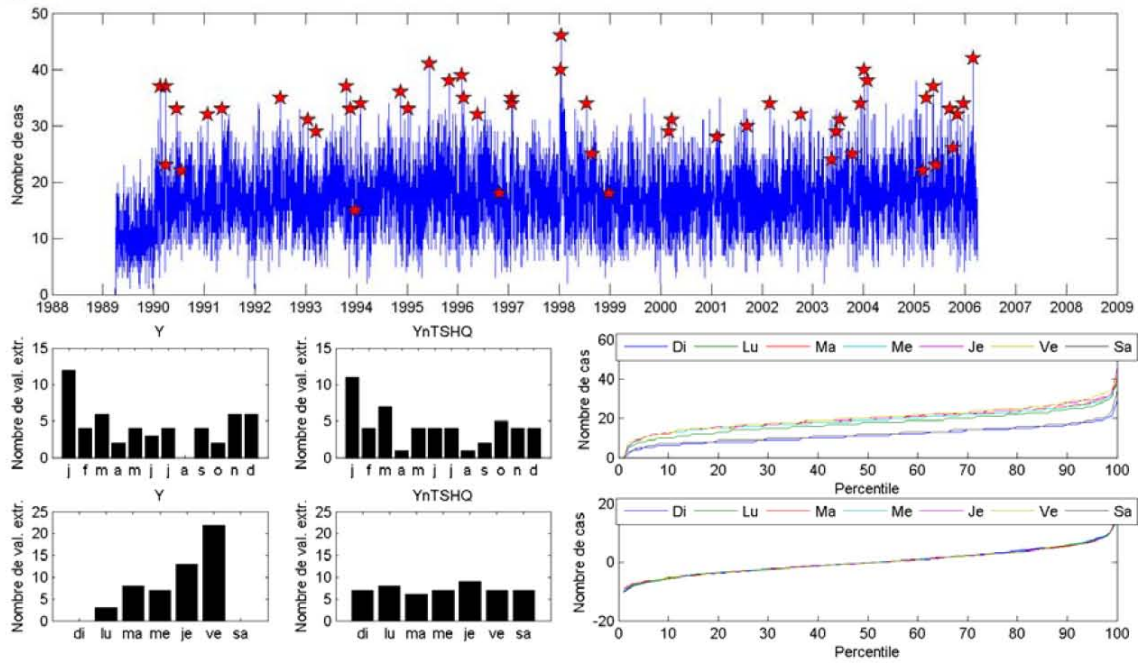 50
40
30
20
10
0
Nombre de cas
1988 1989 1990 1991 1992 1993 1994 1995 1996 1997 1998 1999 2000 2001 2002 2003 2004 2005 2006 2007 2008 2009
Y
15
10
5
0
Nombre de val. extr.
j f m a m j j a s o n d
YnTSHQ
15
10
5
0
Nombre de val. extr.
j f m a m j j a s o n d
60
40
20
0
Nombre de cas
Di Lu Ma Me Je Ve Sa
0 10 20 30 40 50 60 70 80 90 100
Percentile
Y
25
20
15
10
5
0
Nombre de val. extr.
di lu ma me je ve sa
YnTSHQ
25
20
15
10
5
0
Nombre de val. extr.
di lu ma me je ve sa
20
0
-20
Nombre de cas
Di Lu Ma Me Je Ve Sa
0 10 20 30 40 50 60 70 80 90 100
Percentile